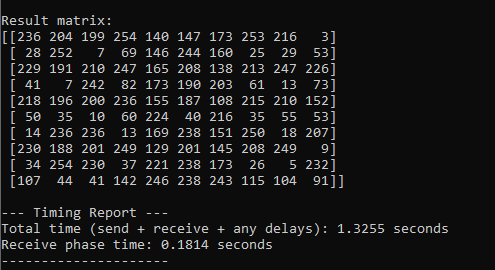 Result matrix:
[[236 204 199 254 140 147 173 253 216   3]
 [ 28 252   7  69 146 244 160  25  29  53]
 [229 191 210 247 165 208 138 213 247 226]
 [ 41   7 242  82 173 190 203  61  13  73]
 [218 196 200 236 155 187 108 215 210 152]
 [ 50  35  10  60 224  40 216  35  55  53]
 [ 14 236 236  13 169 238 151 250  18 207]
 [230 188 201 249 129 201 145 208 249   9]
 [ 34 254 230  37 221 238 173  26   5 232]
 [107  44  41 142 246 238 243 115 104  91]]
--- Timing Report ---
Total time (send + receive + any delays): 1.3255 seconds
Receive phase time: 0.1814 seconds
---------------------